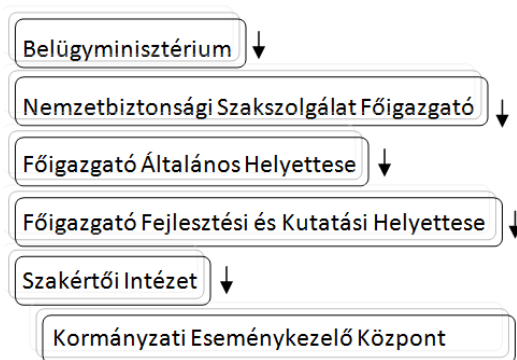 Belügyminisztérium
Nemzetbiztonsági Szakszolgálat Főigazgató
Főigazgató Általános Helyettese
Főigazgató Fejlesztési és Kutatási Helyettese
Szakértői Intézet
Kormányzati Eseménykezelő Központ